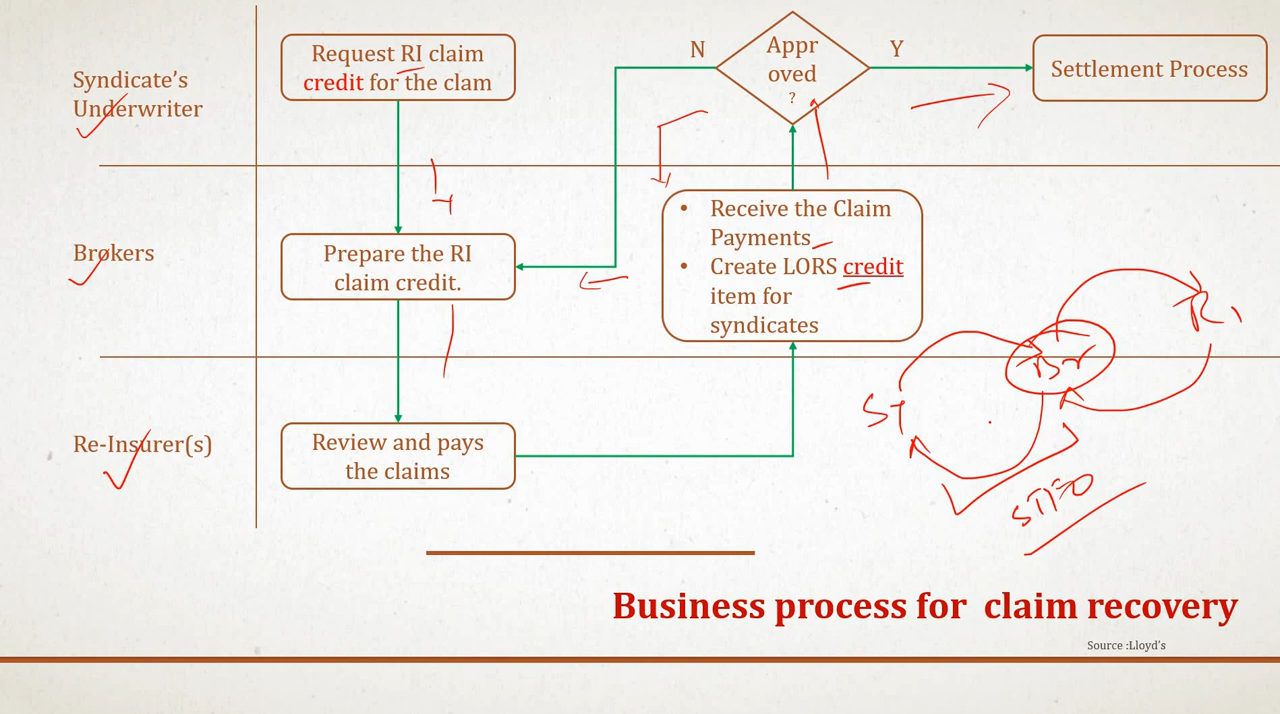 Syndicate's
Underwriter
Request RI claim
credit for the clam
N
Appr
oved
?
Y
Settlement Process
Brokers
Prepare the RI
claim credit.
• Receive the Claim
Payments
• Create LORS credit
item for
syndicates
Re-Insurer(s)
Review and pays
the claims
Business process for claim recovery
Source :Lloyd's